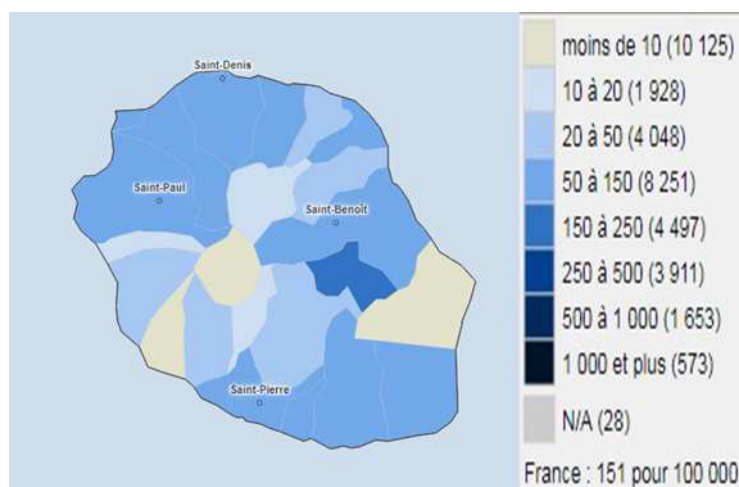 Saint-Denis
Saint-Paul
Saint-Benoît
Saint-Pierre
moins de 10 (10 125)
10 à 20 (1 928)
20 à 50 (4 048)
50 à 150 (8 251)
150 à 250 (4 497)
250 à 500 (3 911)
500 à 1 000 (1 653)
1 000 et plus (573)
N/A (28)
France : 151 pour 100 000